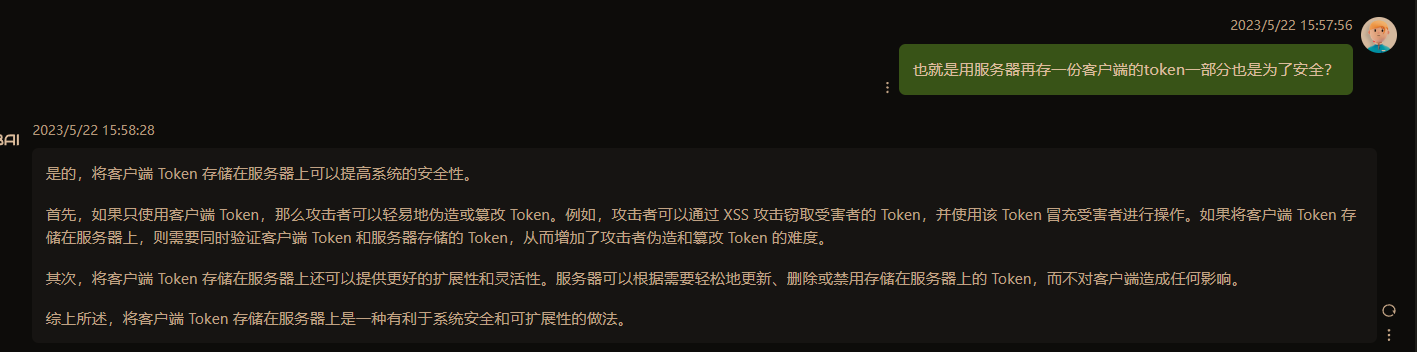 2023/5/22 15:57:56
也就是用服务器再存一份客户端的token一部分也是为了安全?
2023/5/22 15:58:28
BAI
是的，将客户端 Token 存储在服务器上可以提高系统的安全性。
首先，如果只使用客户端 Token，那么攻击者可以轻易地伪造或篡改 Token。例如，攻击者可以通过 XSS 攻击窃取受害者的 Token，并使用该 Token 冒充受害者进行操作。如果将客户端 Token 存
储在服务器上，则需要同时验证客户端 Token 和服务器存储的 Token，从而增加了攻击者伪造和篡改 Token 的难度。
其次，将客户端 Token 存储在服务器上还可以提供更好的扩展性和灵活性。服务器可以根据需要轻松地更新、删除或禁用存储在服务器上的 Token，而不对客户端造成任何影响。
综上所述，将客户端 Token 存储在服务器上是一种有利于系统安全和可扩展性的做法。